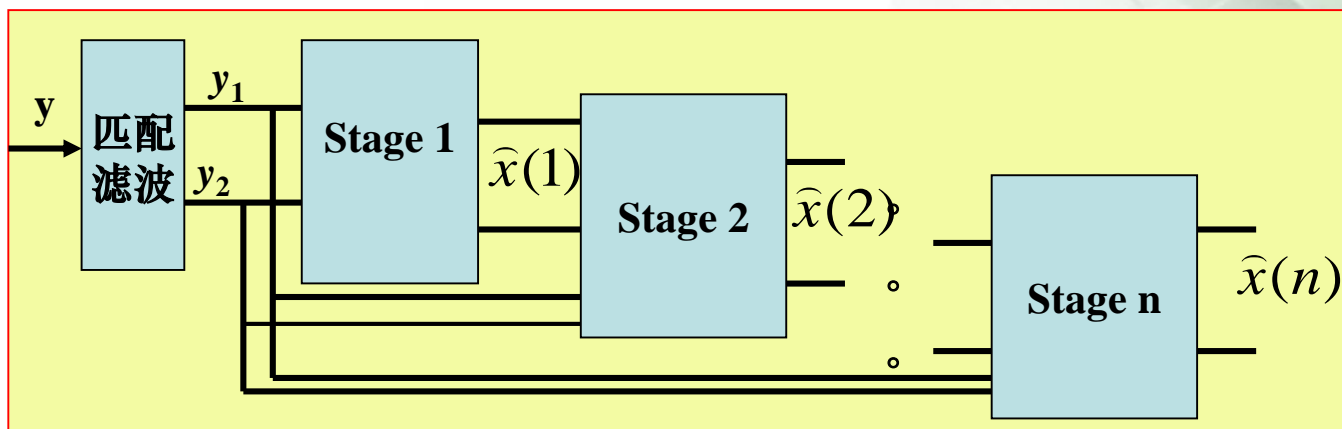 y
匹配
滤波
y₁
y₂
Stage 1
x̂(1)
Stage 2
x̂(2)
Stage n
x̂(n)